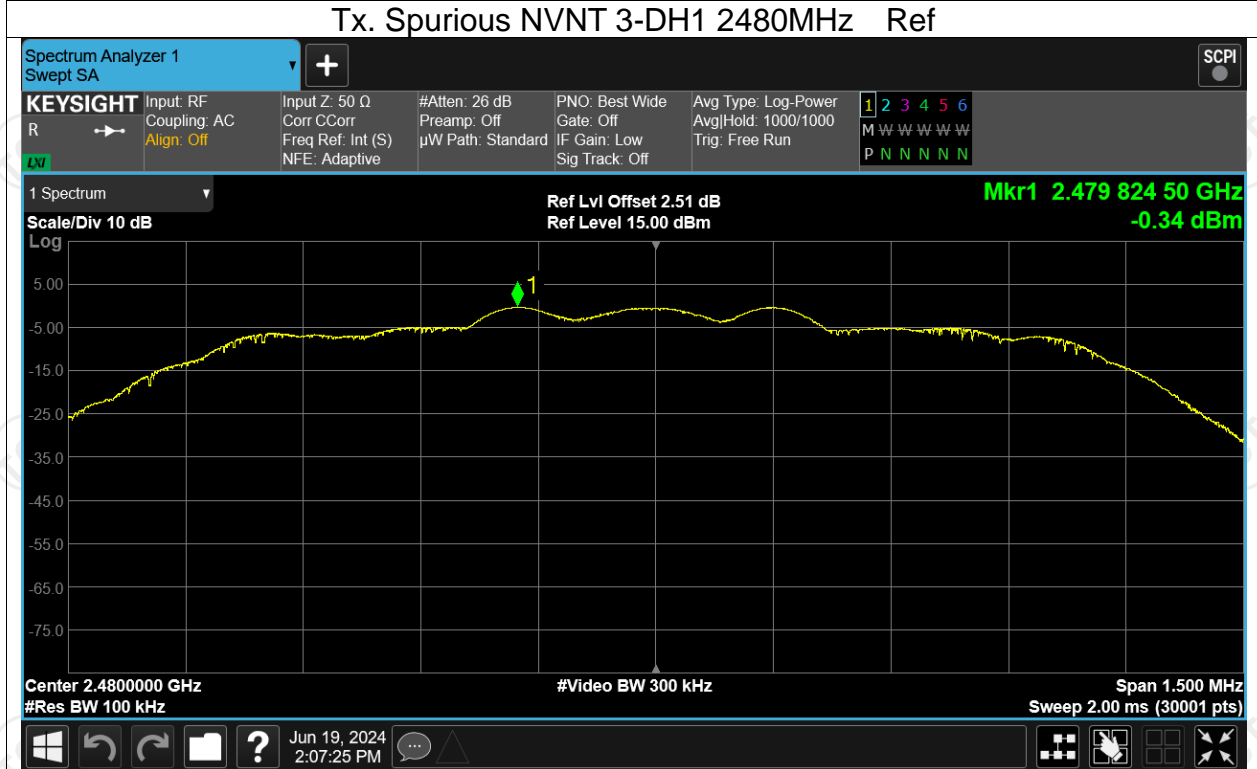 Tx. Spurious NVNT 3-DH1 2480MHz Ref
Spectrum Analyzer 1
Swept SA
+
SCPI
KEYSIGHT
R
LXI
Input: RF
Coupling: AC
Align: Off
Input Z: 50 Ω
Corr CCorr
Freq Ref: Int (S)
NFE: Adaptive
#Atten: 26 dB
Preamp: Off
µW Path: Standard
PNO: Best Wide
Gate: Off
IF Gain: Low
Sig Track: Off
Avg Type: Log-Power
Avg|Hold: 1000/1000
Trig: Free Run
1 2 3 4 5 6
M W W W W W
P N N N N N
1 Spectrum
Scale/Div 10 dB
Ref Lvl Offset 2.51 dB
Ref Level 15.00 dBm
Mkr1 2.479 824 50 GHz
-0.34 dBm
Log
1
5.00
-5.00
-15.0
-25.0
-35.0
-45.0
-55.0
-65.0
-75.0
Center 2.4800000 GHz
#Res BW 100 kHz
#Video BW 300 kHz
Span 1.500 MHz
Sweep 2.00 ms (30001 pts)
?
Jun 19, 2024
2:07:25 PM